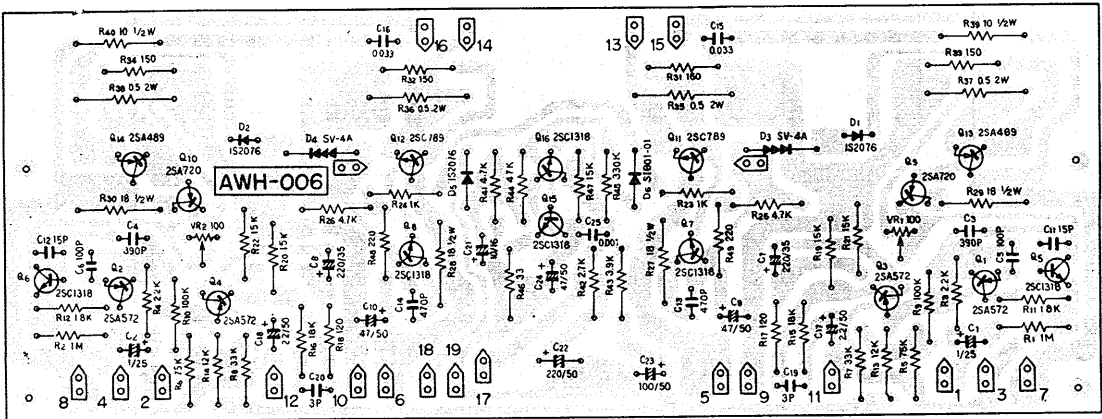 R40 10 1/2W
C16
0.033
16
14
13
15
C15
0.033
R39 10 1/2W
R34 150
R32 150
R31 150
R33 150
R38 0.5 2W
R36 0.5 2W
R35 0.5 2W
R37 0.5 2W
Q14 2SA489
D2
1S2076
D4 SV-4A
Q12 2SC789
Q16 2SC1318
Q11 2SC789
D3 SV-4A
D1
1S2076
Q13 2SA489
Q10
2SA720
AWH-006
D5 1S2076
R41 4.7K
R44 47K
R47 15K
R45 330K
D6 S1B01-01
Q9
2SA720
R30 18 1/2W
R26 4.7K
R24 1K
Q15
2SC1318
R23 1K
R25 4.7K
R29 18 1/2W
C12 15P
C4
390P
VR2 100
R22 15K
R20 15K
C8
220/35
R48 220
Q8
2SC1318
R28 18 1/2W
C21
10/16
C25
0.001
R27 18 1/2W
Q7
2SC1318
R49 220
C7
220/35
R19 15K
R21 15K
VR1 100
C3
390P
C11 15P
Q6
2SC1318
C6 100P
Q2
2SA572
R4 2.2K
R10 100K
Q4
2SA572
C14
470P
R46 33
C24
47/50
R42 2.7K
R43 3.9K
C13
470P
Q3
2SA572
R9 100K
R3 2.2K
Q1
2SA572
C5 100P
Q5
2SC1318
R12 1.8K
R11 1.8K
R2 1M
C2
1/25
C18
2.2/50
R16 18K
R18 120
C10
47/50
C9
47/50
R17 120
R15 18K
C17
2.2/50
C1
1/25
R1 1M
R6 75K
R14 12K
R8 33K
C20
3P
18
19
C22
220/50
C23
100/50
C19
3P
R7 33K
R13 12K
R5 75K
8
4
2
12
10
6
17
5
9
11
1
3
7